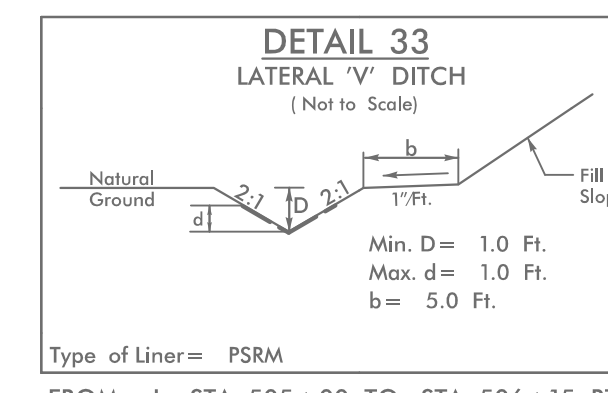 DETAIL 33
LATERAL 'V' DITCH
( Not to Scale)
b
Natural
Ground
2:1
D
2:1
1"/Ft.
d
Fill
Min. D= 1.0 Ft.
Max. d= 1.0 Ft.
b= 5.0 Ft.
Type of Liner= PSRM